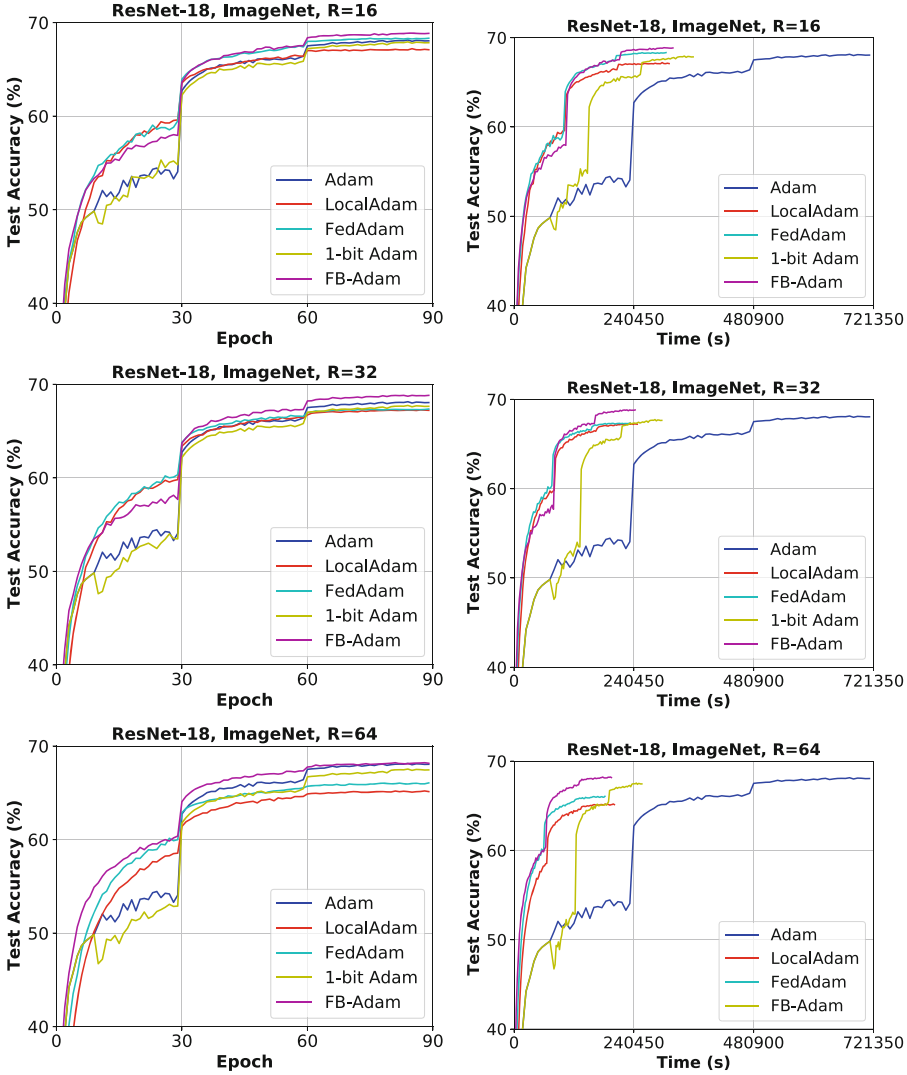 ResNet-18, ImageNet, R=16
Test Accuracy (%)
70
60
50
40
0
30
60
90
Epoch
Adam
LocalAdam
FedAdam
1-bit Adam
FB-Adam
ResNet-18, ImageNet, R=16
Test Accuracy (%)
70
60
50
40
0
240450
480900
721350
Time (s)
Adam
LocalAdam
FedAdam
1-bit Adam
FB-Adam
ResNet-18, ImageNet, R=32
Test Accuracy (%)
70
60
50
40
0
30
60
90
Epoch
Adam
LocalAdam
FedAdam
1-bit Adam
FB-Adam
ResNet-18, ImageNet, R=32
Test Accuracy (%)
70
60
50
40
0
240450
480900
721350
Time (s)
Adam
LocalAdam
FedAdam
1-bit Adam
FB-Adam
ResNet-18, ImageNet, R=64
Test Accuracy (%)
70
60
50
40
0
30
60
90
Epoch
Adam
LocalAdam
FedAdam
1-bit Adam
FB-Adam
ResNet-18, ImageNet, R=64
Test Accuracy (%)
70
60
50
40
0
240450
480900
721350
Time (s)
Adam
LocalAdam
FedAdam
FB-Adam